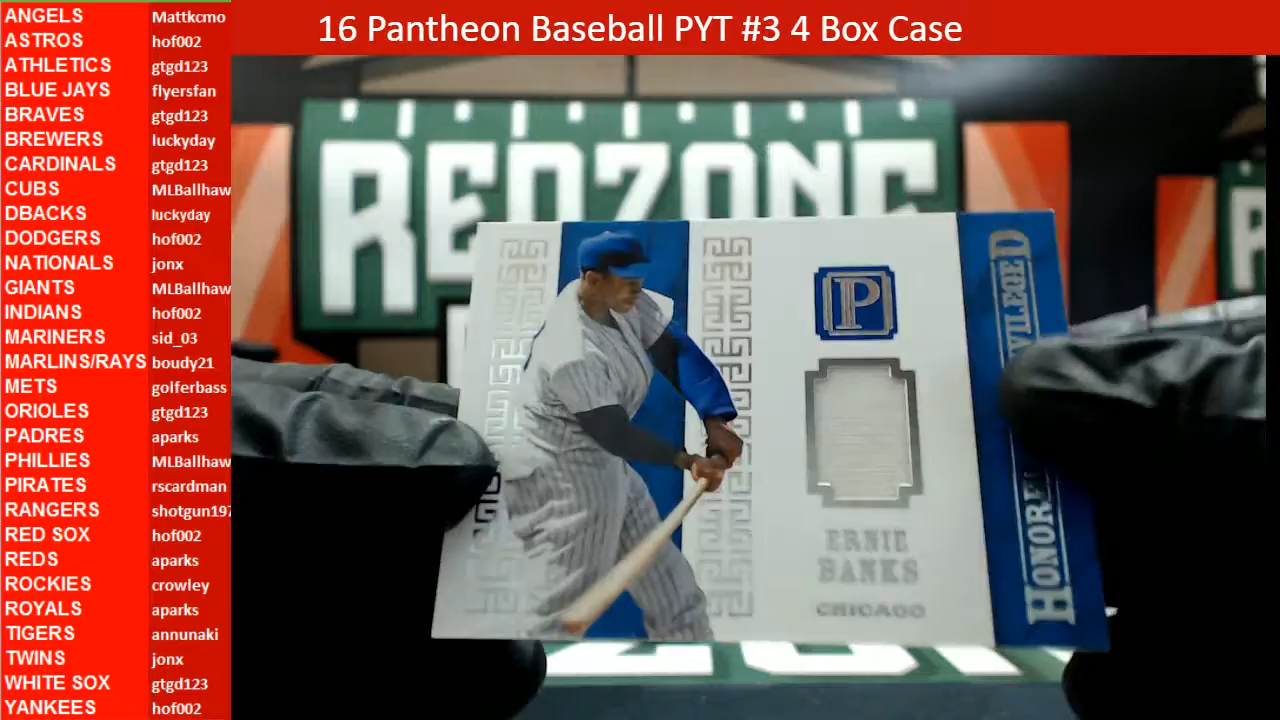 16 Pantheon Baseball PYT #3 4 Box Case
ANGELS Mattkcmo
ASTROS hof002
ATHLETICS gtgd123
BLUE JAYS flyersfan
BRAVES gtgd123
BREWERS luckyday
CARDINALS gtgd123
CUBS MLBallhaw
DBACKS luckyday
DODGERS hof002
NATIONALS jonx
GIANTS MLBallhaw
INDIANS hof002
MARINERS sid_03
MARLINS/RAYS boudy21
METS golferbass
ORIOLES gtgd123
PADRES aparks
PHILLIES MLBallhaw
PIRATES rscardman
RANGERS shotgun197
RED SOX hof002
REDS aparks
ROCKIES crowley
ROYALS aparks
TIGERS annunaki
TWINS jonx
WHITE SOX gtgd123
YANKEES hof002
REDZONE
P
ERNIE
BANKS
CHICAGO